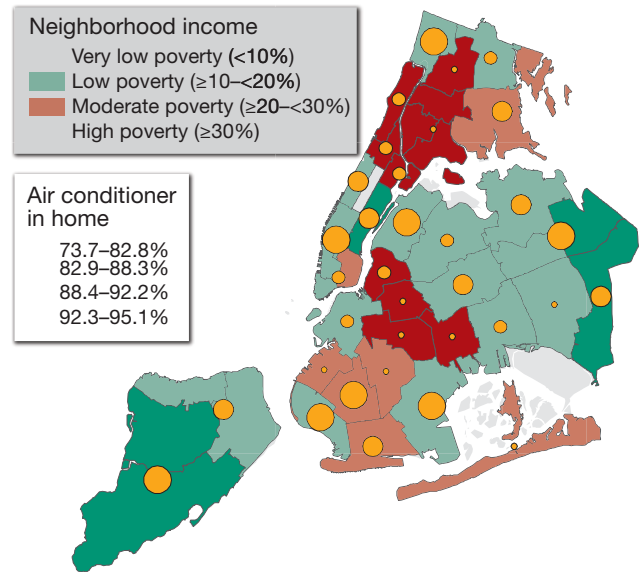 Neighborhood income
Very low poverty (<10%)
Low poverty (≥10–<20%)
Moderate poverty (≥20–<30%)
High poverty (≥30%)
Air conditioner
in home
73.7–82.8%
82.9–88.3%
88.4–92.2%
92.3–95.1%